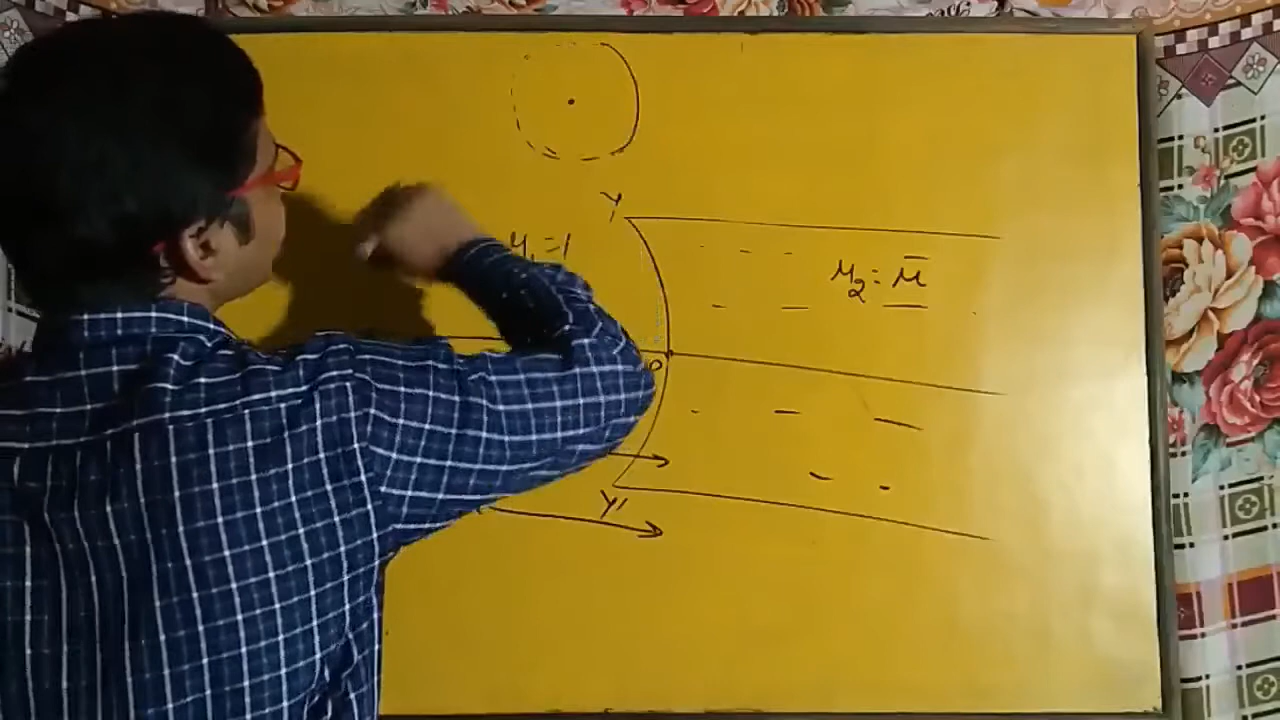 Y
μ₁ = 1
μ₂ = μ
O
Y'